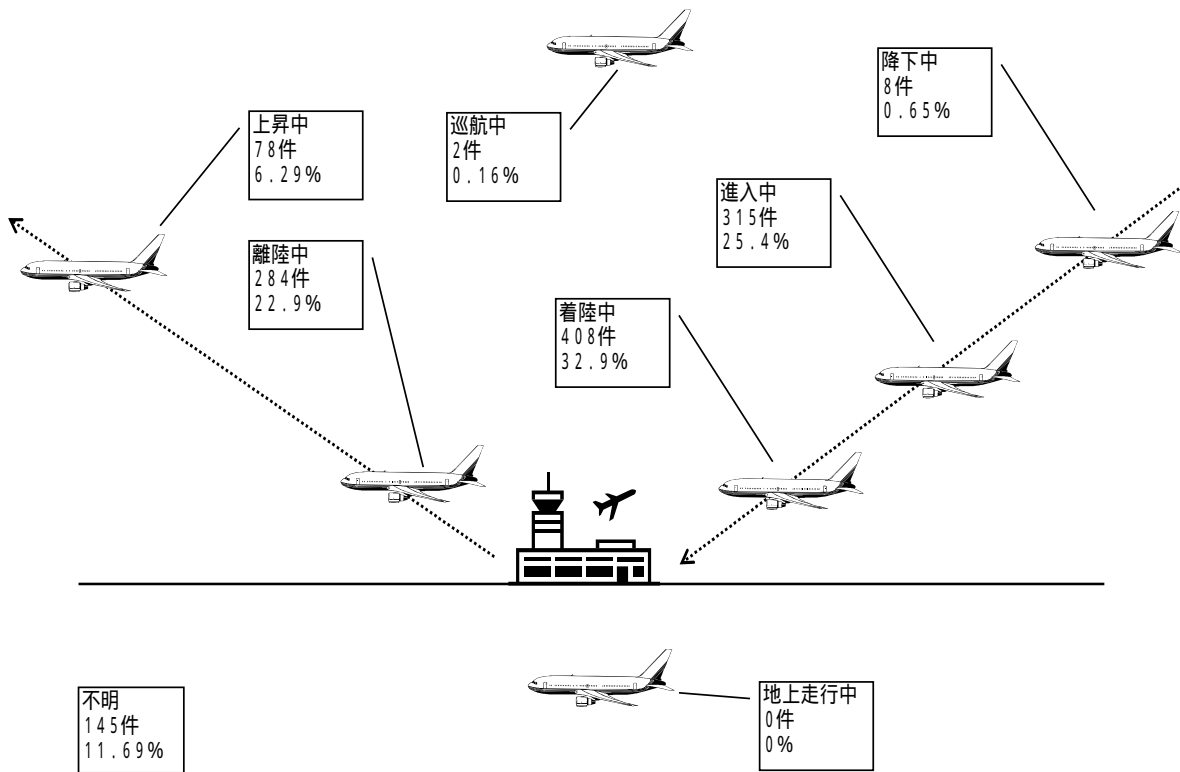 降下中
8件
0.65%
上昇中
78件
6.29%
巡航中
2件
0.16%
進入中
315件
25.4%
離陸中
284件
22.9%
着陸中
408件
32.9%
不明
145件
11.69%
地上走行中
0件
0%